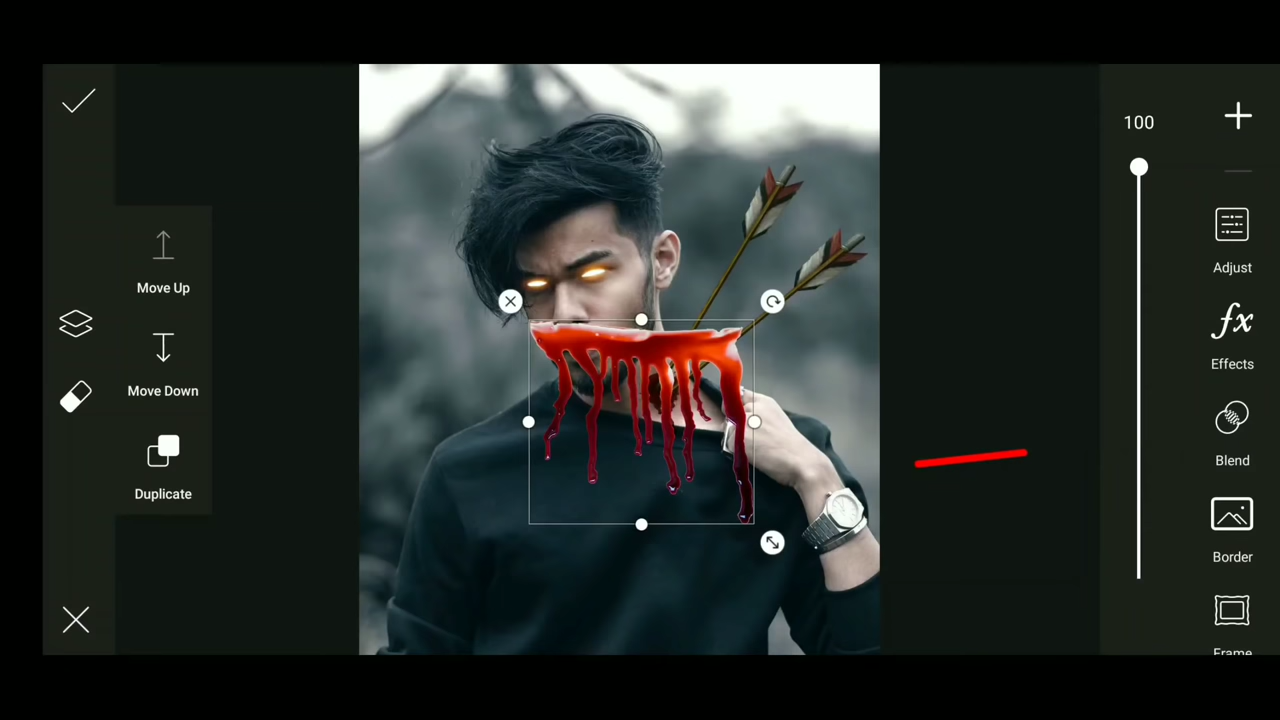 100
Move Up
Adjust
Move Down
fx
Effects
Blend
Duplicate
Border
Frame